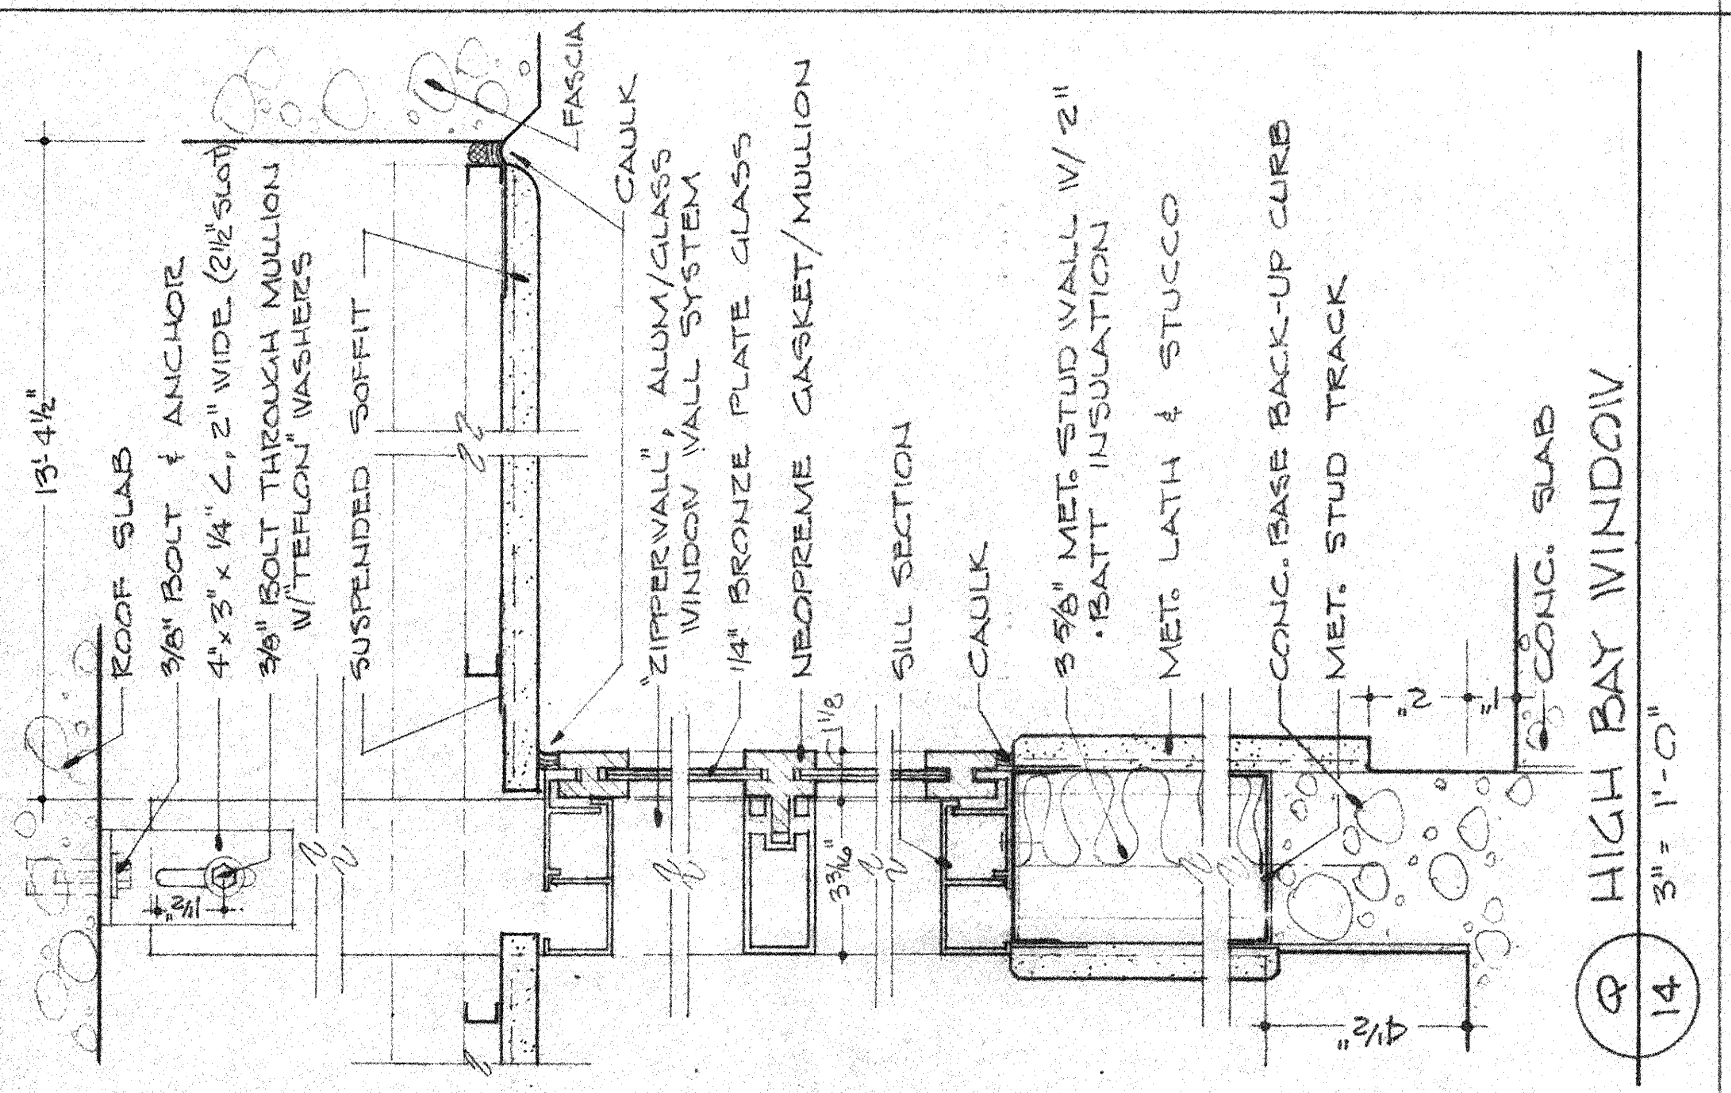 13'-4½"
ROOF SLAB
3/8" BOLT & ANCHOR
4" x 3" x 1/4" ∠, 2" WIDE (2½" SLOT)
3/8" BOLT THROUGH MULLION
W/"TEFLON" WASHERS
SUSPENDED SOFFIT
FASCIA
CAULK
"ZIPPERWALL", ALUM/GLASS
WINDOW WALL SYSTEM
1/4" BRONZE PLATE GLASS
NEOPREME GASKET/MULLION
SILL SECTION
CAULK
3 5/8" MET. STUD WALL W/ 2"
BATT INSULATION
MET. LATH & STUCCO
CONC. BASE BACK-UP CURB
MET. STUD TRACK
CONC. SLAB
1½"
1 1/8
3 3/16"
2"
1"
4½"
Q
14
HIGH BAY WINDOW
3" = 1'-0"